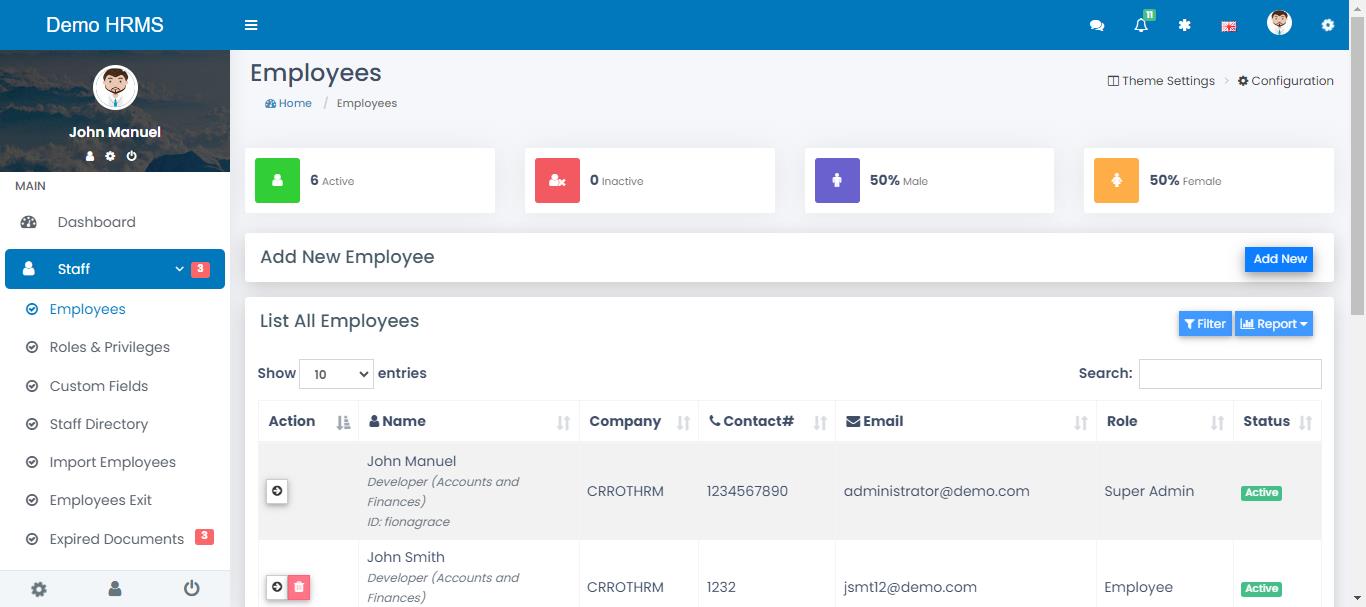 Demo HRMS
11
John Manuel
MAIN
Dashboard
Staff 3
Employees
Roles & Privileges
Custom Fields
Staff Directory
Import Employees
Employees Exit
Expired Documents 3
Employees
Home / Employees
Theme Settings > Configuration
6 Active
0 Inactive
50% Male
50% Female
Add New Employee
Add New
List All Employees
Filter Report
Show 10 entries
Search:
Action Name Company Contact# Email Role Status
John Manuel
Developer (Accounts and
Finances)
ID: fionagrace
CRROTHRM 1234567890 administrator@demo.com Super Admin Active
John Smith
Developer (Accounts and
Finances)
CRROTHRM 1232 jsmt12@demo.com Employee Active